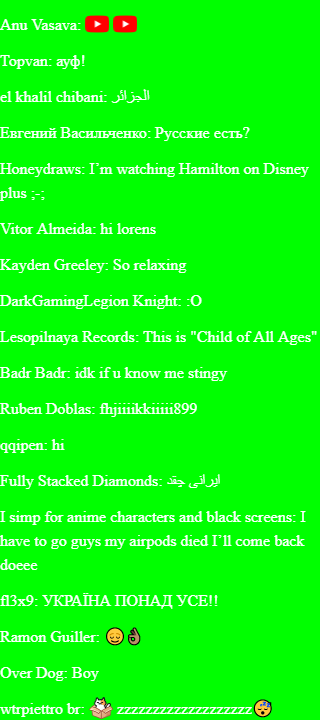 Anu Vasava:
Topvan: ауф!
el khalil chibani: الجزائر
Евгений Васильченко: Русские есть?
Honeydraws: I'm watching Hamilton on Disney
plus ;-;
Vitor Almeida: hi lorens
Kayden Greeley: So relaxing
DarkGamingLegion Knight: :O
Lesopilnaya Records: This is "Child of All Ages"
Badr Badr: idk if u know me stingy
Ruben Doblas: fhjiiiikkiiiii899
qqipen: hi
Fully Stacked Diamonds: ایرانی چقد
I simp for anime characters and black screens: I
have to go guys my airpods died I'll come back
doeee
fl3x9: УКРАЇНА ПОНАД УСЕ!!
Ramon Guiller: 😌👌🏿
Over Dog: Boy
wtrpiettro br: zzzzzzzzzzzzzzzzzzz😴